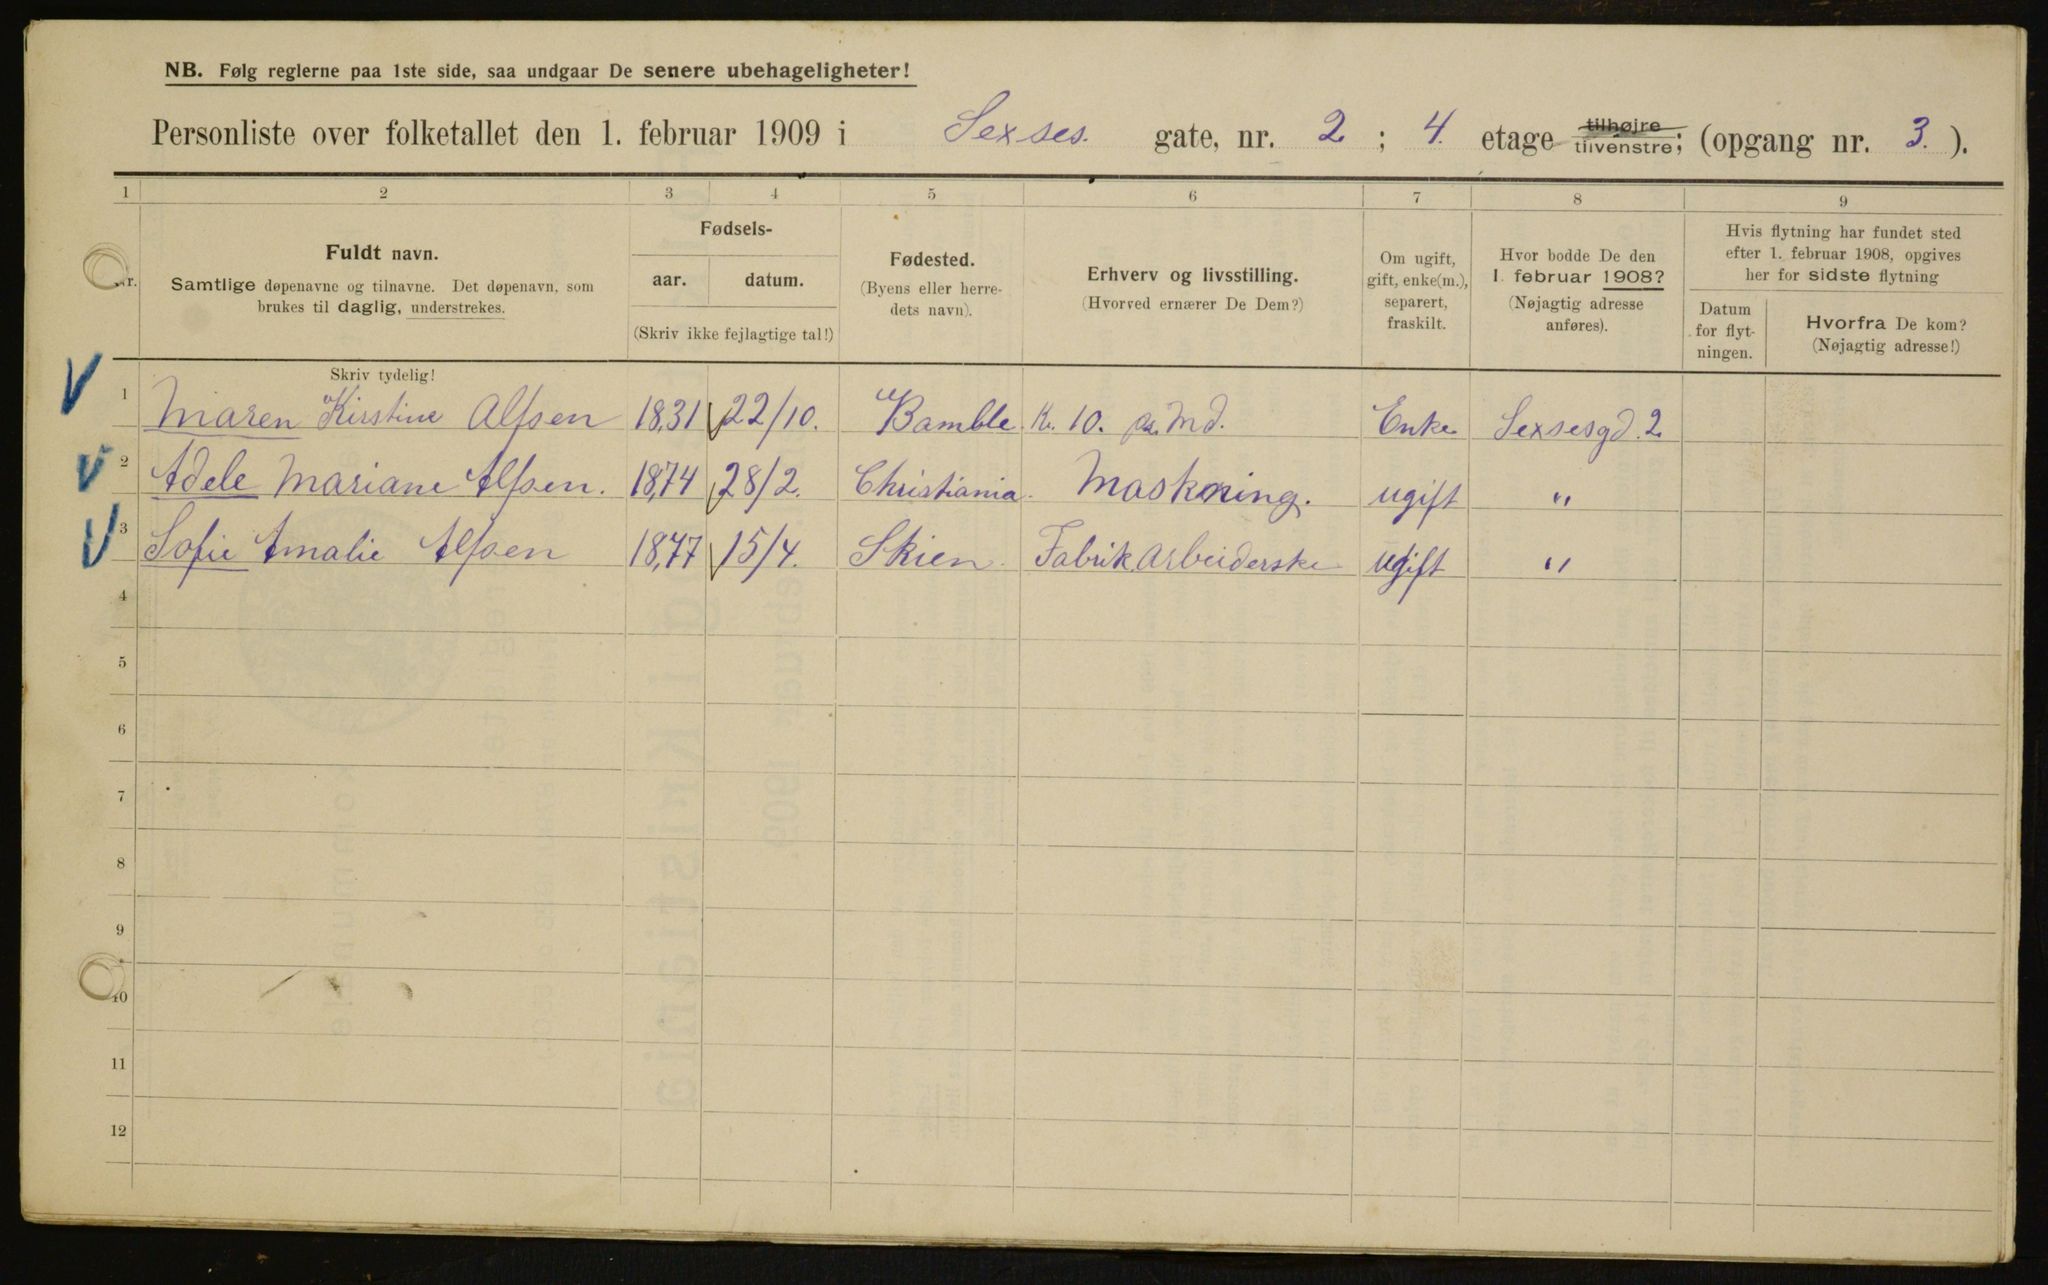 NB. Følg reglerne paa 1ste side, saa undgaar De senere ubehageligheter!
Personliste over folketallet den 1. februar 1909 i Sexses. gate, nr. 2 ; 4. etage tilhøjre tilvenstre; (opgang nr. 3. ).
1 2 3 4 5 6 7 8 9
Fuldt navn.
Samtlige døpenavne og tilnavne. Det døpenavn, som
brukes til daglig, understrekes.
Fødsels-
aar. datum.
(Skriv ikke fejlagtige tal!)
Fødested.
(Byens eller herre-
dets navn).
Erhverv og livsstilling.
(Hvorved ernærer De Dem?)
Om ugift,
gift, enke(m.),
separert,
fraskilt.
Hvor bodde De den
1. februar 1908?
(Nøjagtig adresse
anføres).
Hvis flytning har fundet sted
efter 1. februar 1908, opgives
her for sidste flytning
Datum
for flyt-
ningen.
Hvorfra De kom?
(Nøjagtig adresse!)
Skriv tydelig!
1 Maren Kirstine Alfsen 1831 22/10. Bamble. Kr. 10. Md. Enke Sexsesgd. 2
2 Adele Mariane Alfsen. 1874 28/2. Christiania. ugift "
3 Sofie Amalie Alfsen 1877 15/4. Skien. Fabrik Arbeiderske ugift "
4
5
6
7
8
9
10
11
12